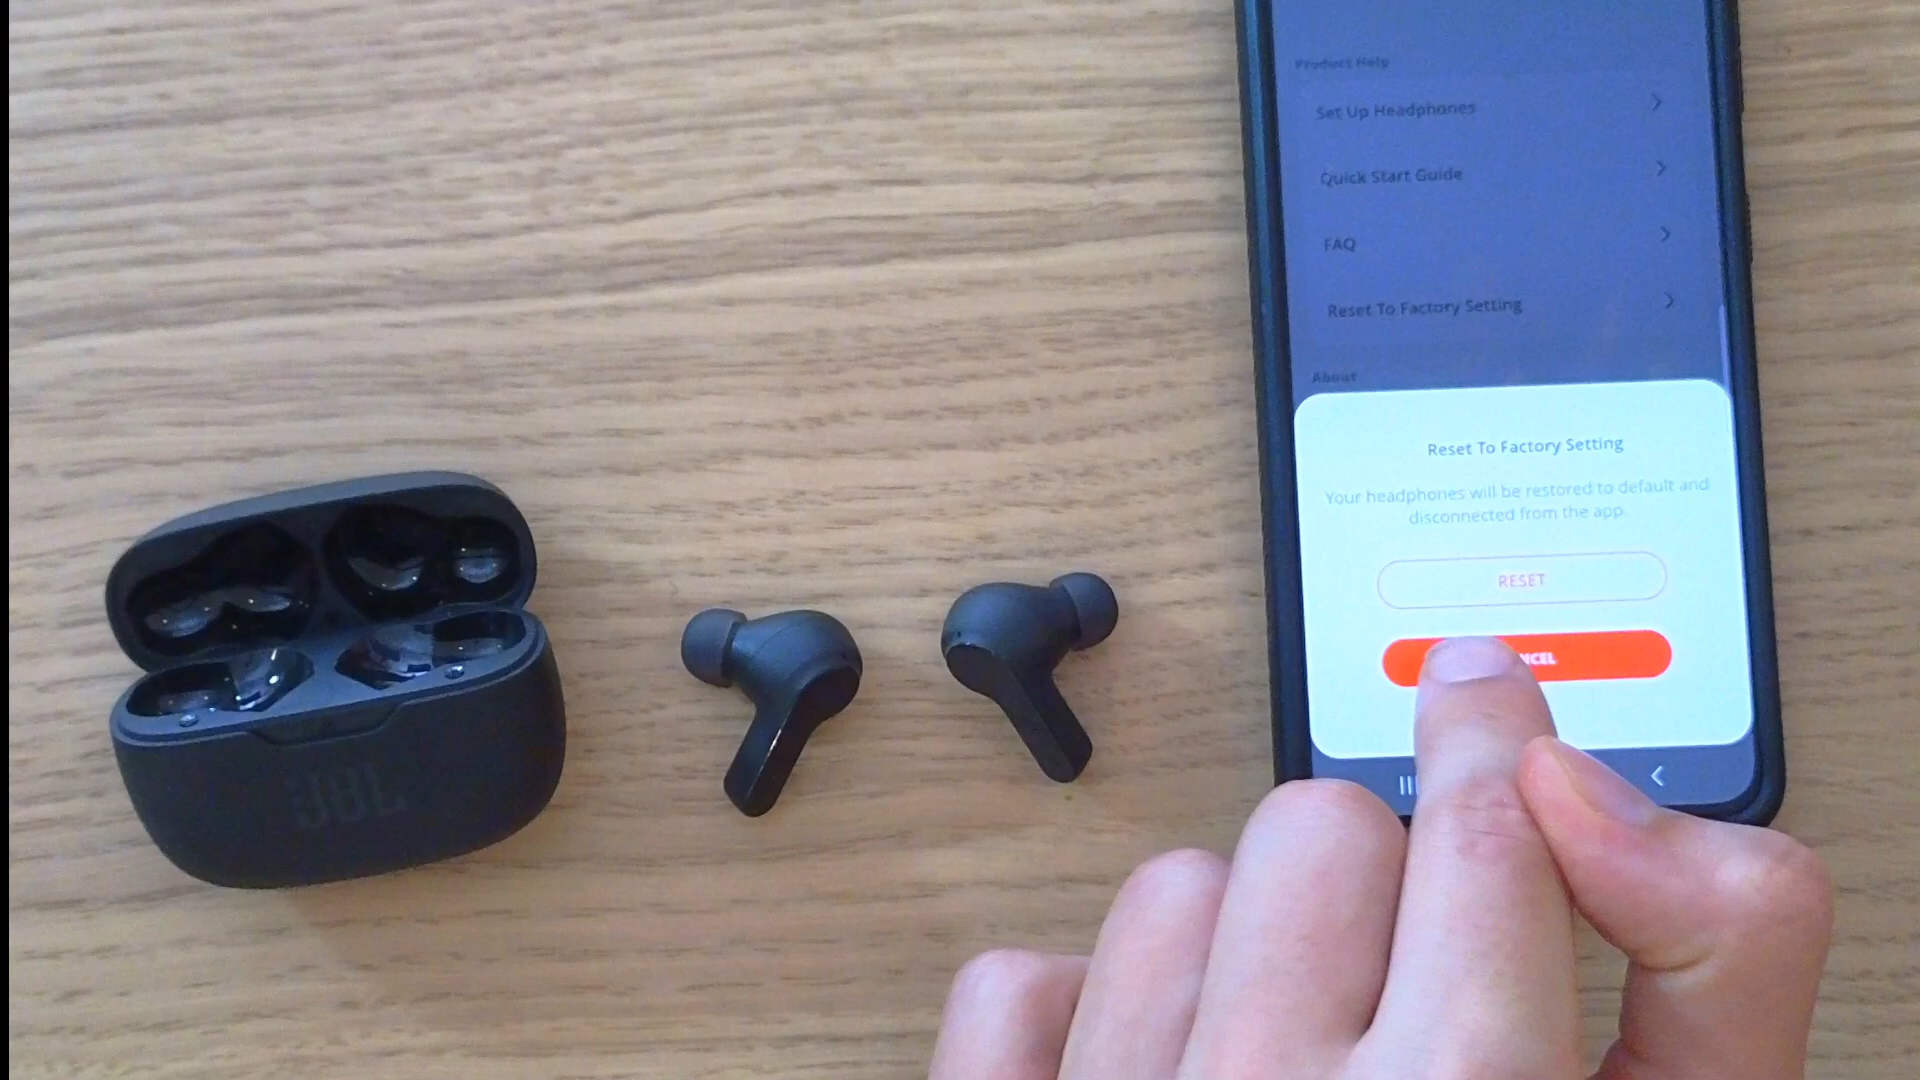 Product Help
Set Up Headphones
Quick Start Guide
FAQ
Reset To Factory Setting
About
Reset To Factory Setting
Your headphones will be restored to default and
disconnected from the app.
RESET
NCEL
JBL